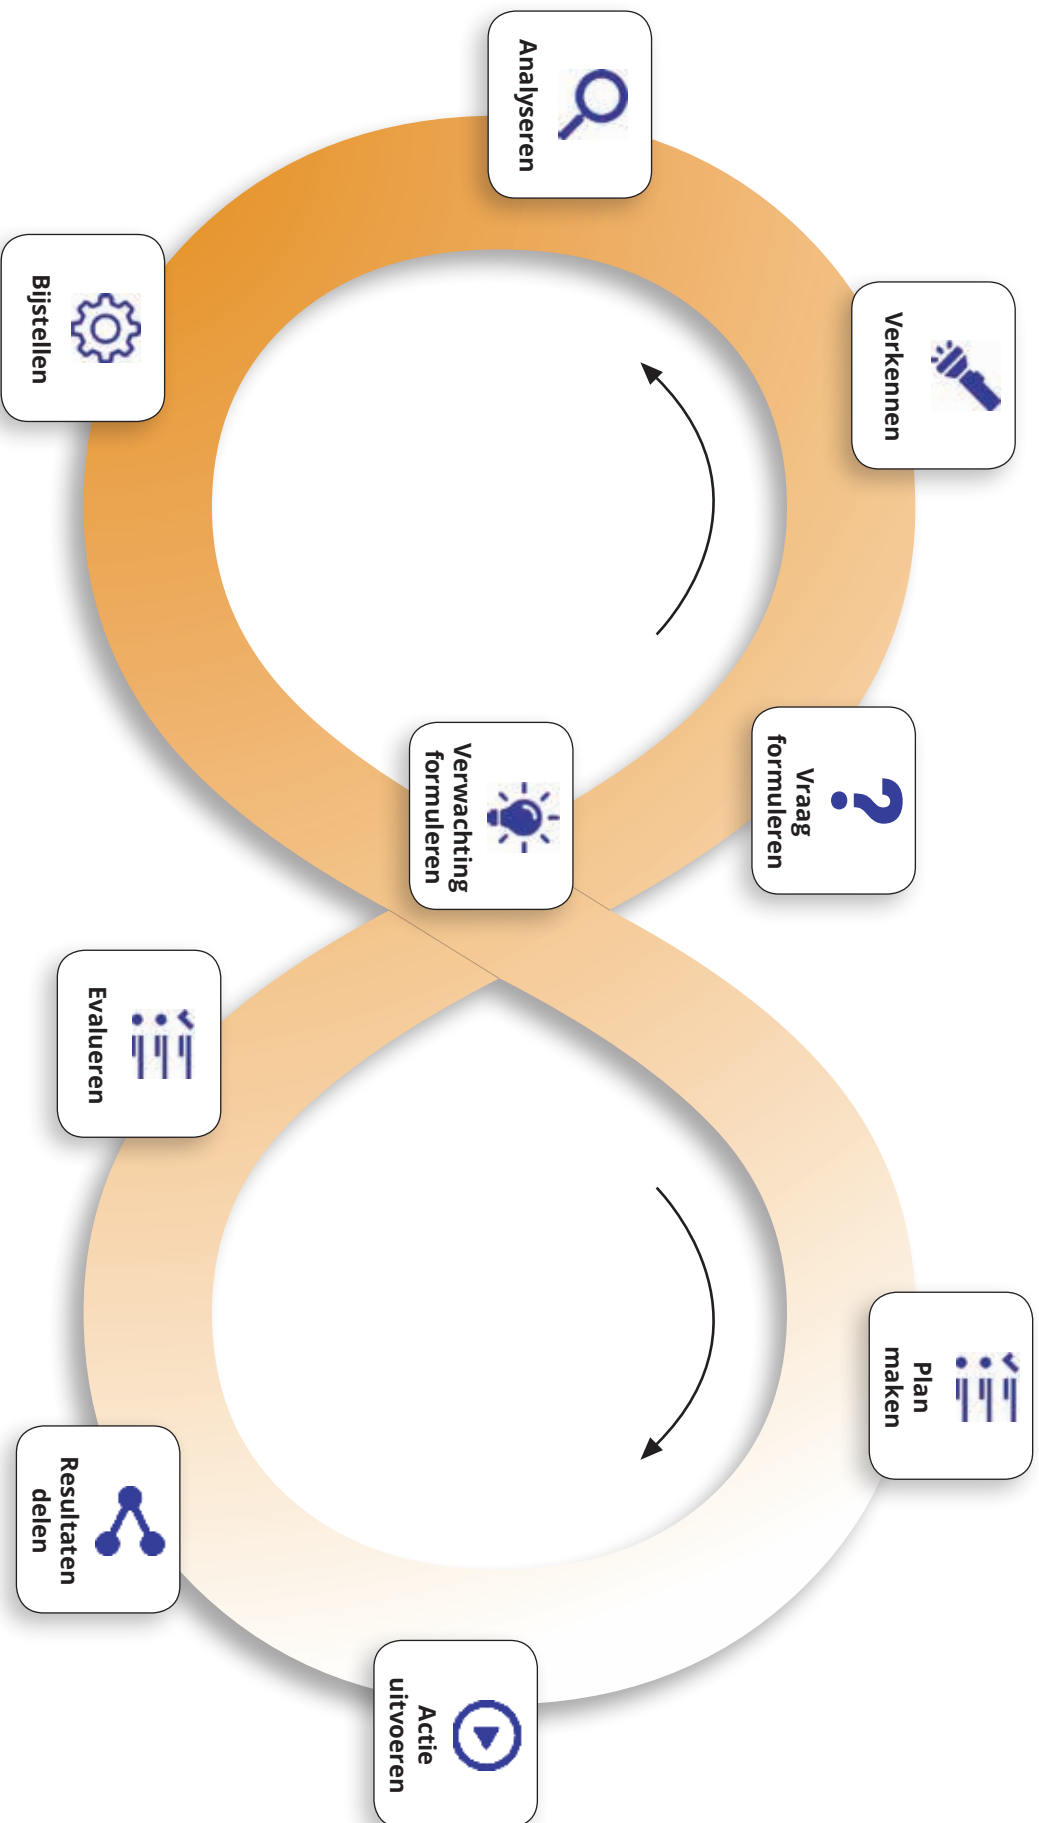 Analyseren
Verkennen
Bijstellen
Vraag
formuleren
Verwachting
formuleren
Evalueren
Plan
maken
Resultaten
delen
Actie
uitvoeren